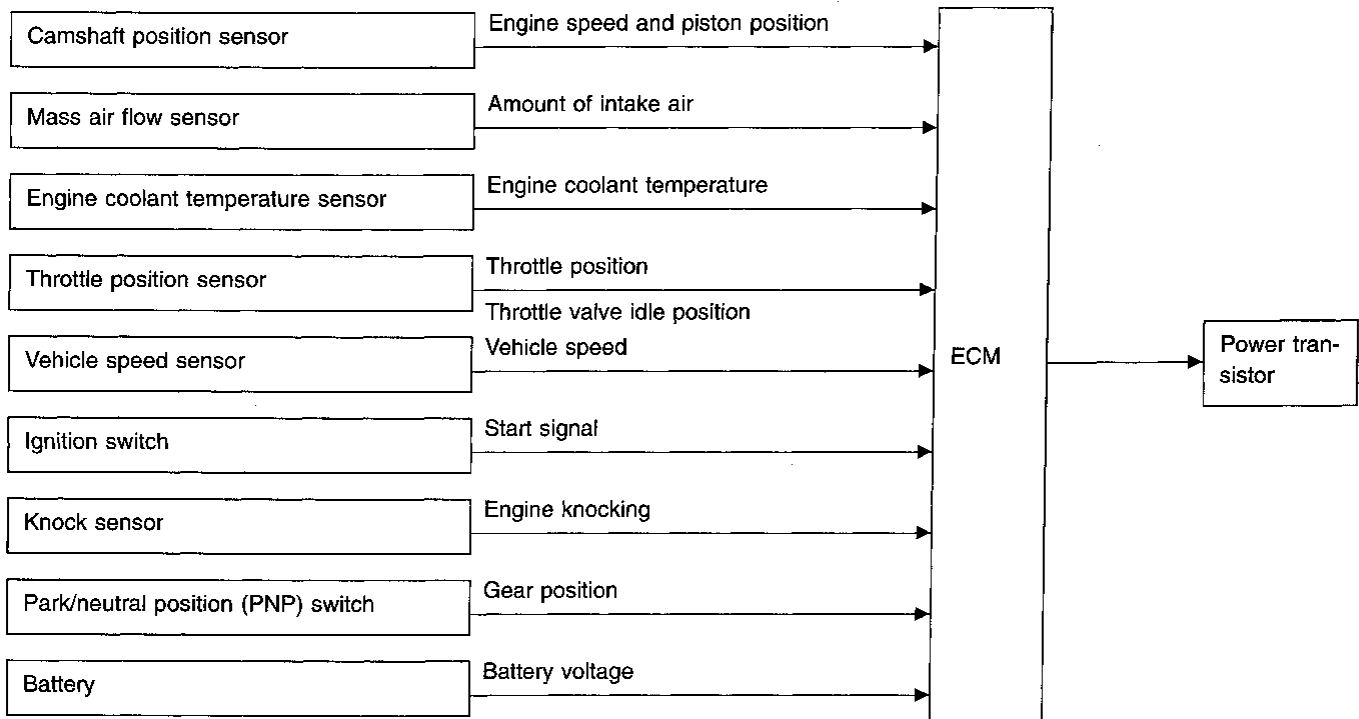 Camshaft position sensor
Engine speed and piston position
Mass air flow sensor
Amount of intake air
Engine coolant temperature sensor
Engine coolant temperature
Throttle position sensor
Throttle position
Throttle valve idle position
Vehicle speed sensor
Vehicle speed
Ignition switch
Start signal
Knock sensor
Engine knocking
Park/neutral position (PNP) switch
Gear position
Battery
Battery voltage
ECM
Power tran-
sistor